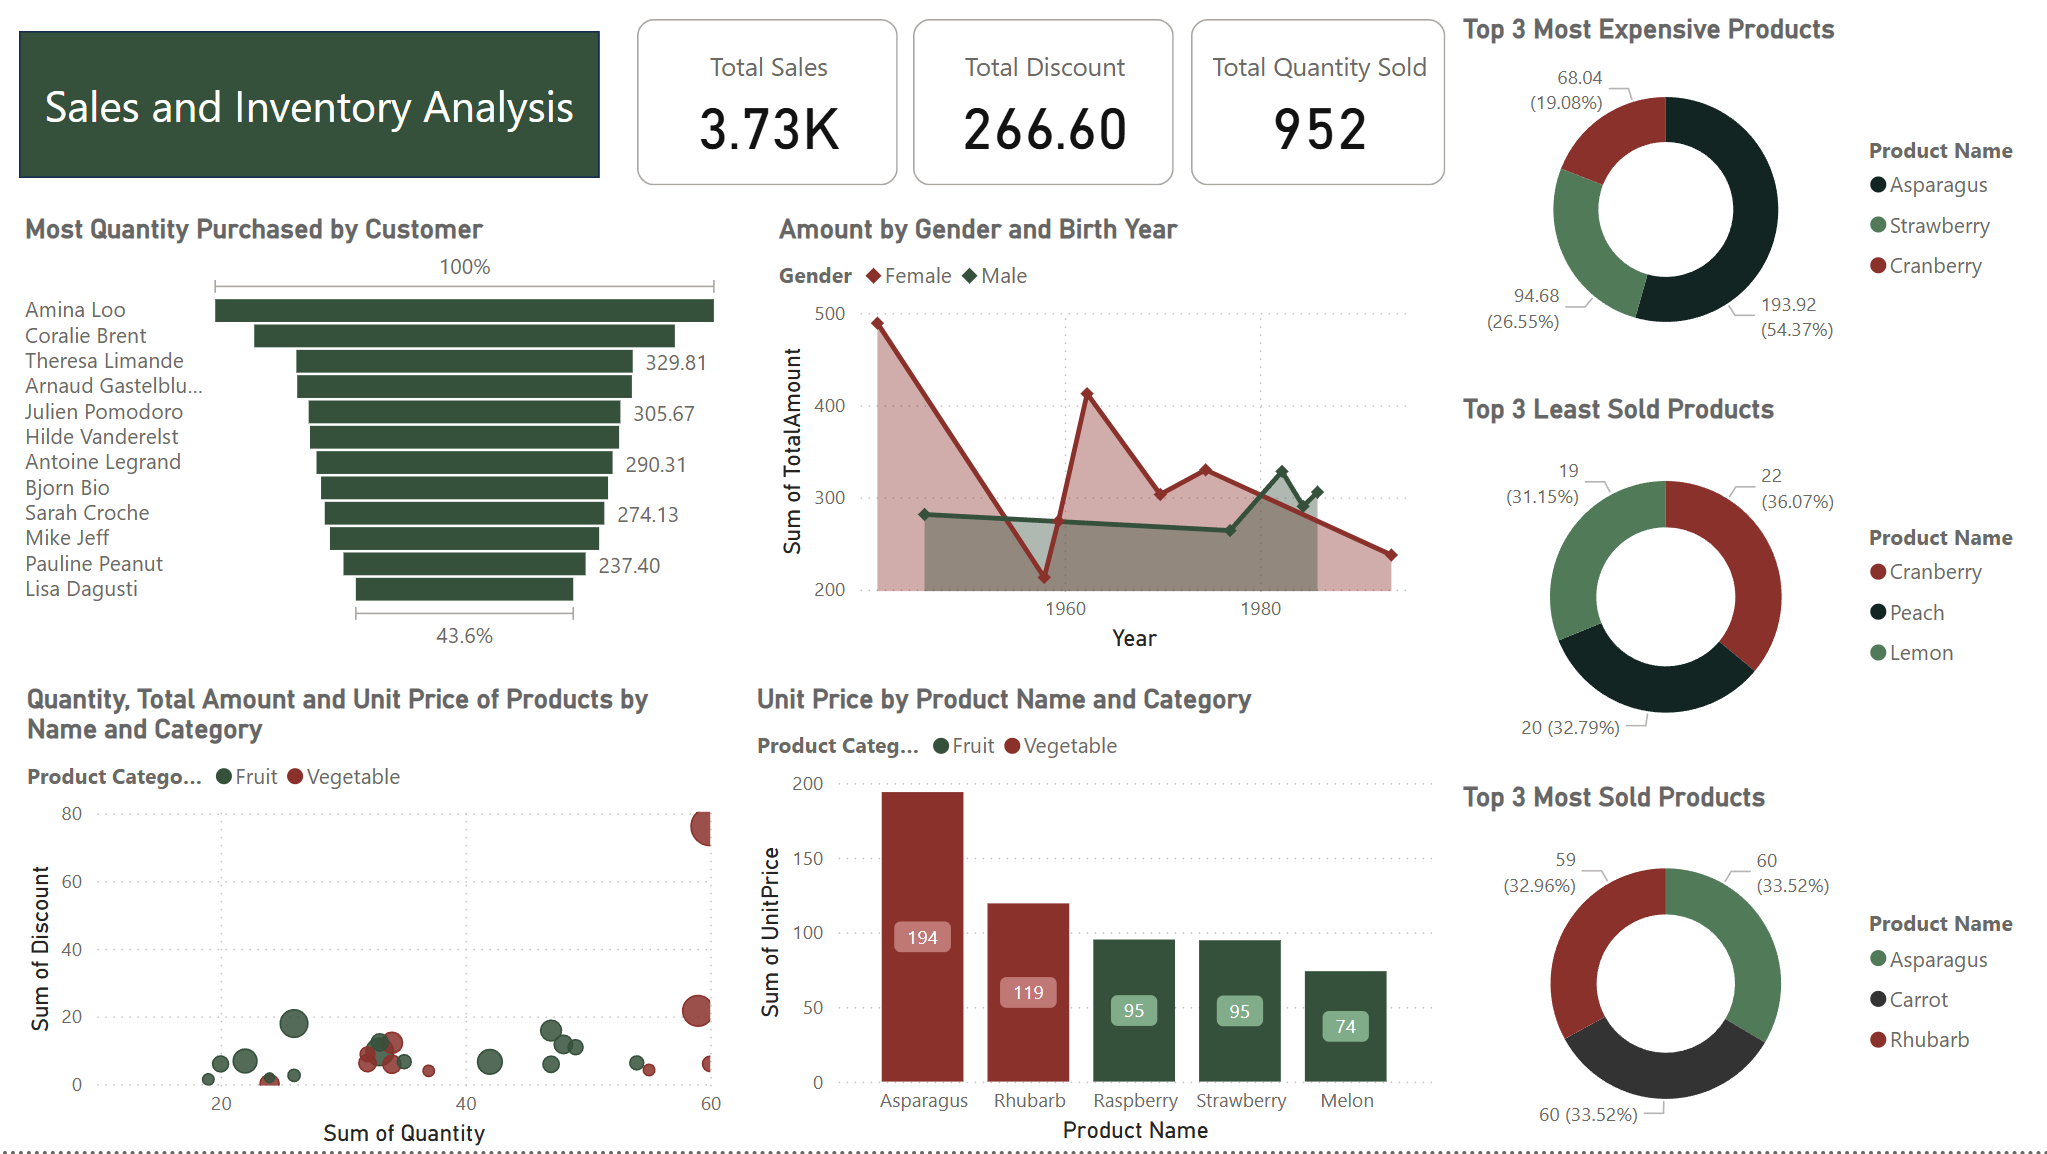 Sales and Inventory Analysis
Total Sales
3.73K
Total Discount
266.60
Total Quantity Sold
952
Top 3 Most Expensive Products
68.04
(19.08%)
94.68
(26.55%)
193.92
(54.37%)
Product Name
Asparagus
Strawberry
Cranberry
Most Quantity Purchased by Customer
100%
Amina Loo
Coralie Brent
Theresa Limande
329.81
Arnaud Gastelblu...
Julien Pomodoro
305.67
Hilde Vanderelst
Antoine Legrand
290.31
Bjorn Bio
Sarah Croche
274.13
Mike Jeff
Pauline Peanut
237.40
Lisa Dagusti
43.6%
Amount by Gender and Birth Year
Gender Female Male
Sum of TotalAmount
500
400
300
200
1960
1980
Year
Top 3 Least Sold Products
19
(31.15%)
22
(36.07%)
20 (32.79%)
Product Name
Cranberry
Peach
Lemon
Quantity, Total Amount and Unit Price of Products by
Name and Category
Product Catego... Fruit Vegetable
Sum of Discount
80
60
40
20
0
20
40
60
Sum of Quantity
Unit Price by Product Name and Category
Product Categ... Fruit Vegetable
Sum of UnitPrice
200
150
100
50
0
194
119
95
95
74
Asparagus
Rhubarb
Raspberry
Strawberry
Melon
Product Name
Top 3 Most Sold Products
59
(32.96%)
60
(33.52%)
60 (33.52%)
Product Name
Asparagus
Carrot
Rhubarb